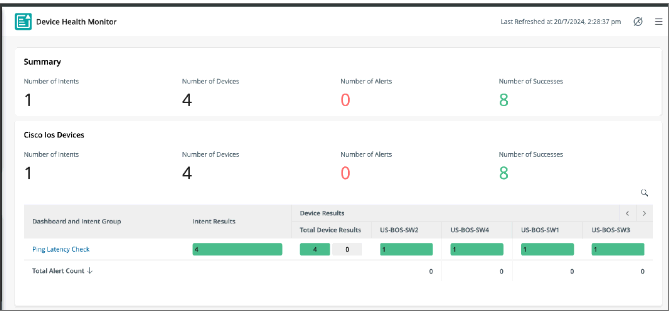 Device Health Monitor
Last Refreshed at 20/7/2024, 2:28:37 pm
Summary
Number of Intents Number of Devices Number of Alerts Number of Successes
1 4 0 8
Cisco Ios Devices
Number of Intents Number of Devices Number of Alerts Number of Successes
1 4 0 8
Dashboard and Intent Group Intent Results Device Results
Total Device Results US-BOS-SW2 US-BOS-SW4 US-BOS-SW1 US-BOS-SW3
Ping Latency Check 4 4 0 1 1 1 1
Total Alert Count ↓ 0 0 0 0